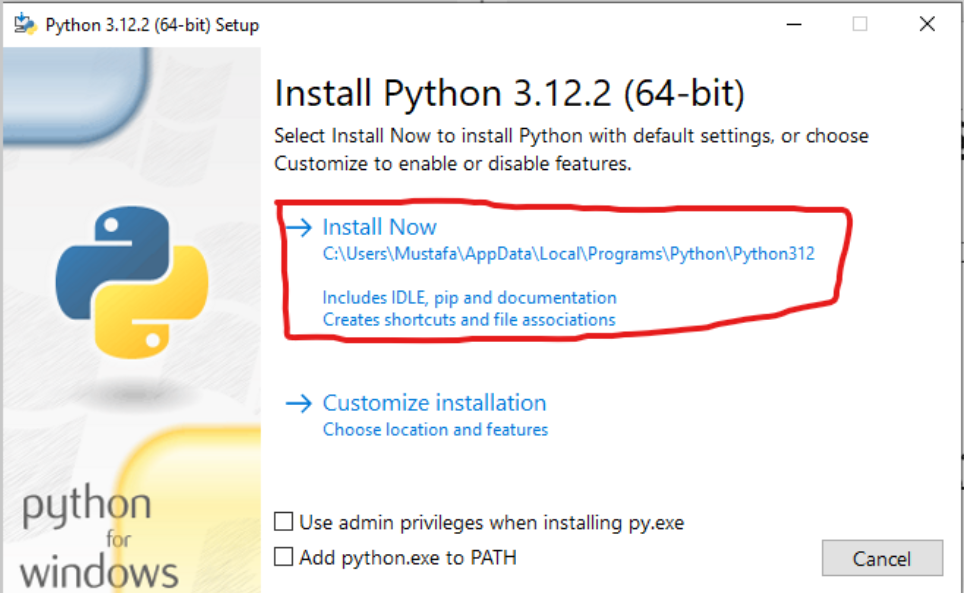 Python 3.12.2 (64-bit) Setup
Install Python 3.12.2 (64-bit)
Select Install Now to install Python with default settings, or choose
Customize to enable or disable features.
Install Now
C:\Users\Mustafa\AppData\Local\Programs\Python\Python312
Includes IDLE, pip and documentation
Creates shortcuts and file associations
Customize installation
Choose location and features
Use admin privileges when installing py.exe
Add python.exe to PATH
Cancel
python
for
windows